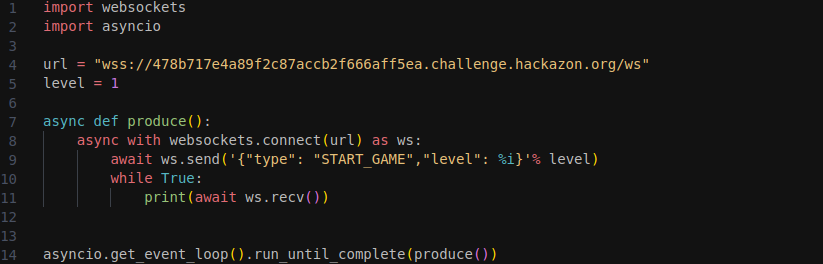 1 import websockets
2 import asyncio
3
4 url = "wss://478b717e4a89f2c87accb2f666aff5ea.challenge.hackazon.org/ws"
5 level = 1
6
7 async def produce():
8     async with websockets.connect(url) as ws:
9         await ws.send('{"type": "START_GAME","level": %i}'% level)
10         while True:
11             print(await ws.recv())
12
13
14 asyncio.get_event_loop().run_until_complete(produce())